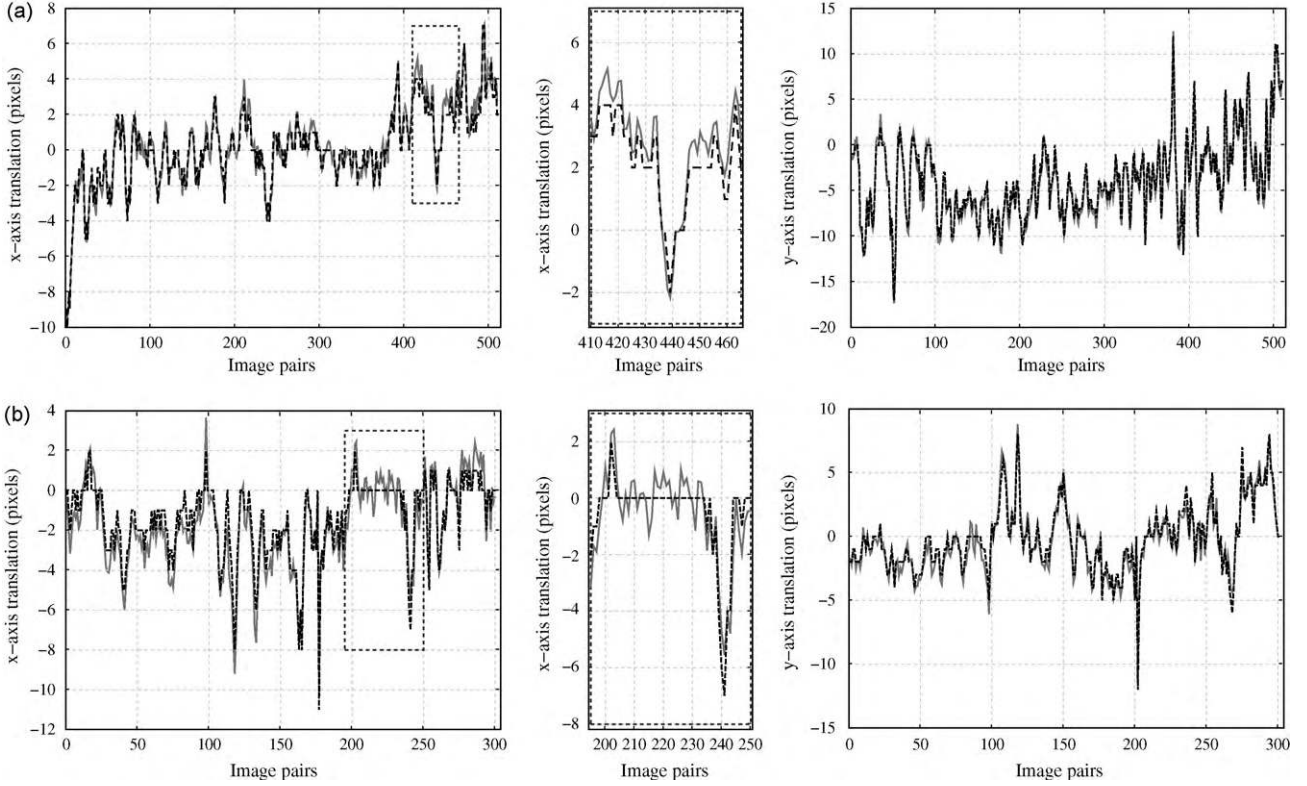 (a)
x−axis translation (pixels)
8
6
4
2
0
−2
−4
−6
−8
−10
0 100 200 300 400 500
Image pairs
x−axis translation (pixels)
6
4
2
0
−2
410 420 430 440 450 460
Image pairs
y−axis translation (pixels)
15
10
5
0
−5
−10
−15
−20
0 100 200 300 400 500
Image pairs
(b)
x−axis translation (pixels)
4
2
0
−2
−4
−6
−8
−10
−12
0 50 100 150 200 250 300
Image pairs
x−axis translation (pixels)
2
0
−2
−4
−6
−8
200 210 220 230 240 250
Image pairs
y−axis translation (pixels)
10
5
0
−5
−10
−15
0 50 100 150 200 250 300
Image pairs